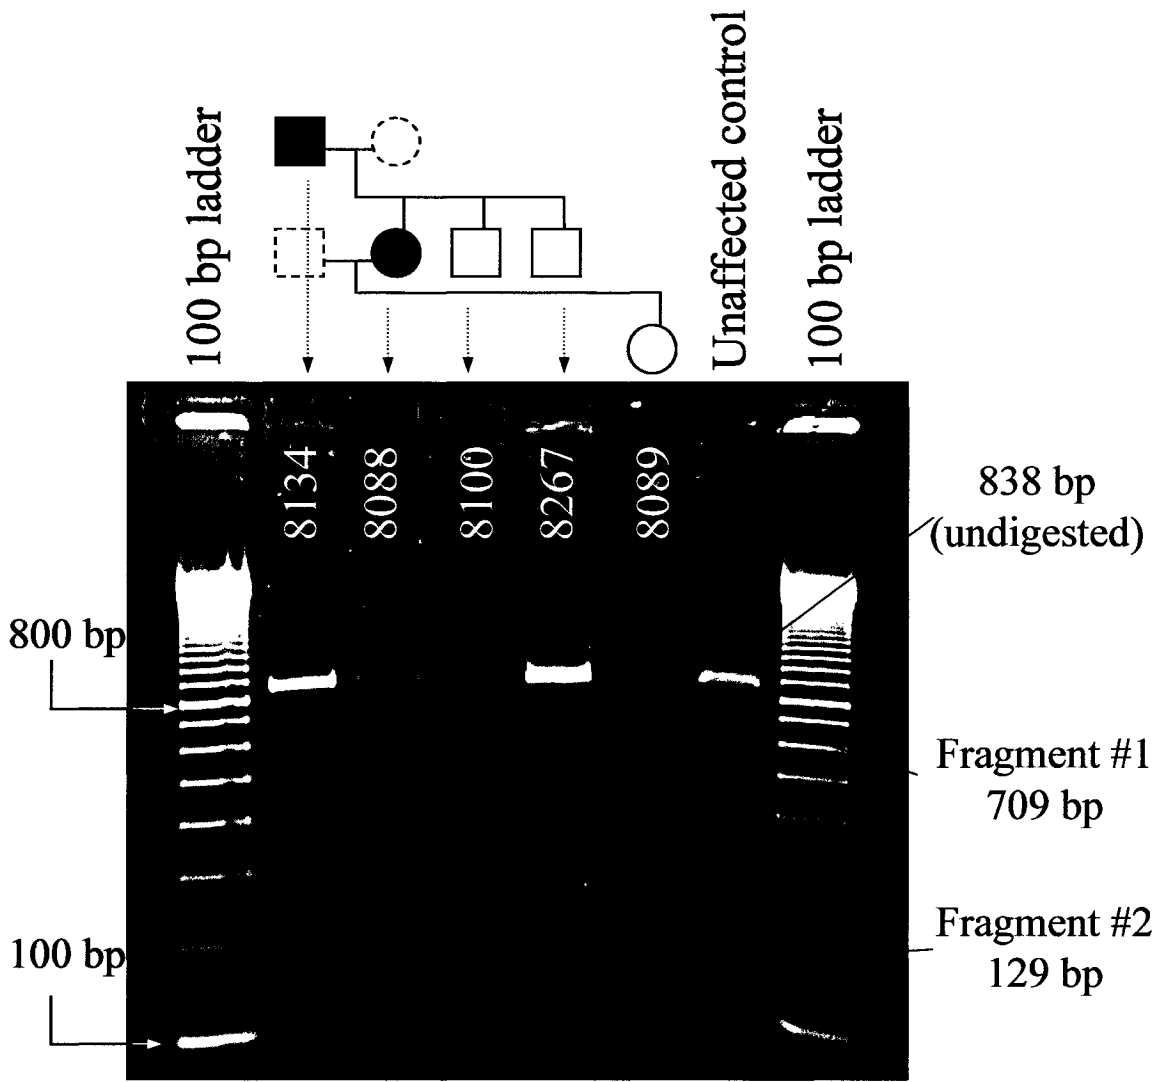 100 bp ladder
Unaffected control
100 bp ladder
8134
8088
8100
8267
8089
838 bp
(undigested)
800 bp
Fragment #1
709 bp
Fragment #2
129 bp
100 bp